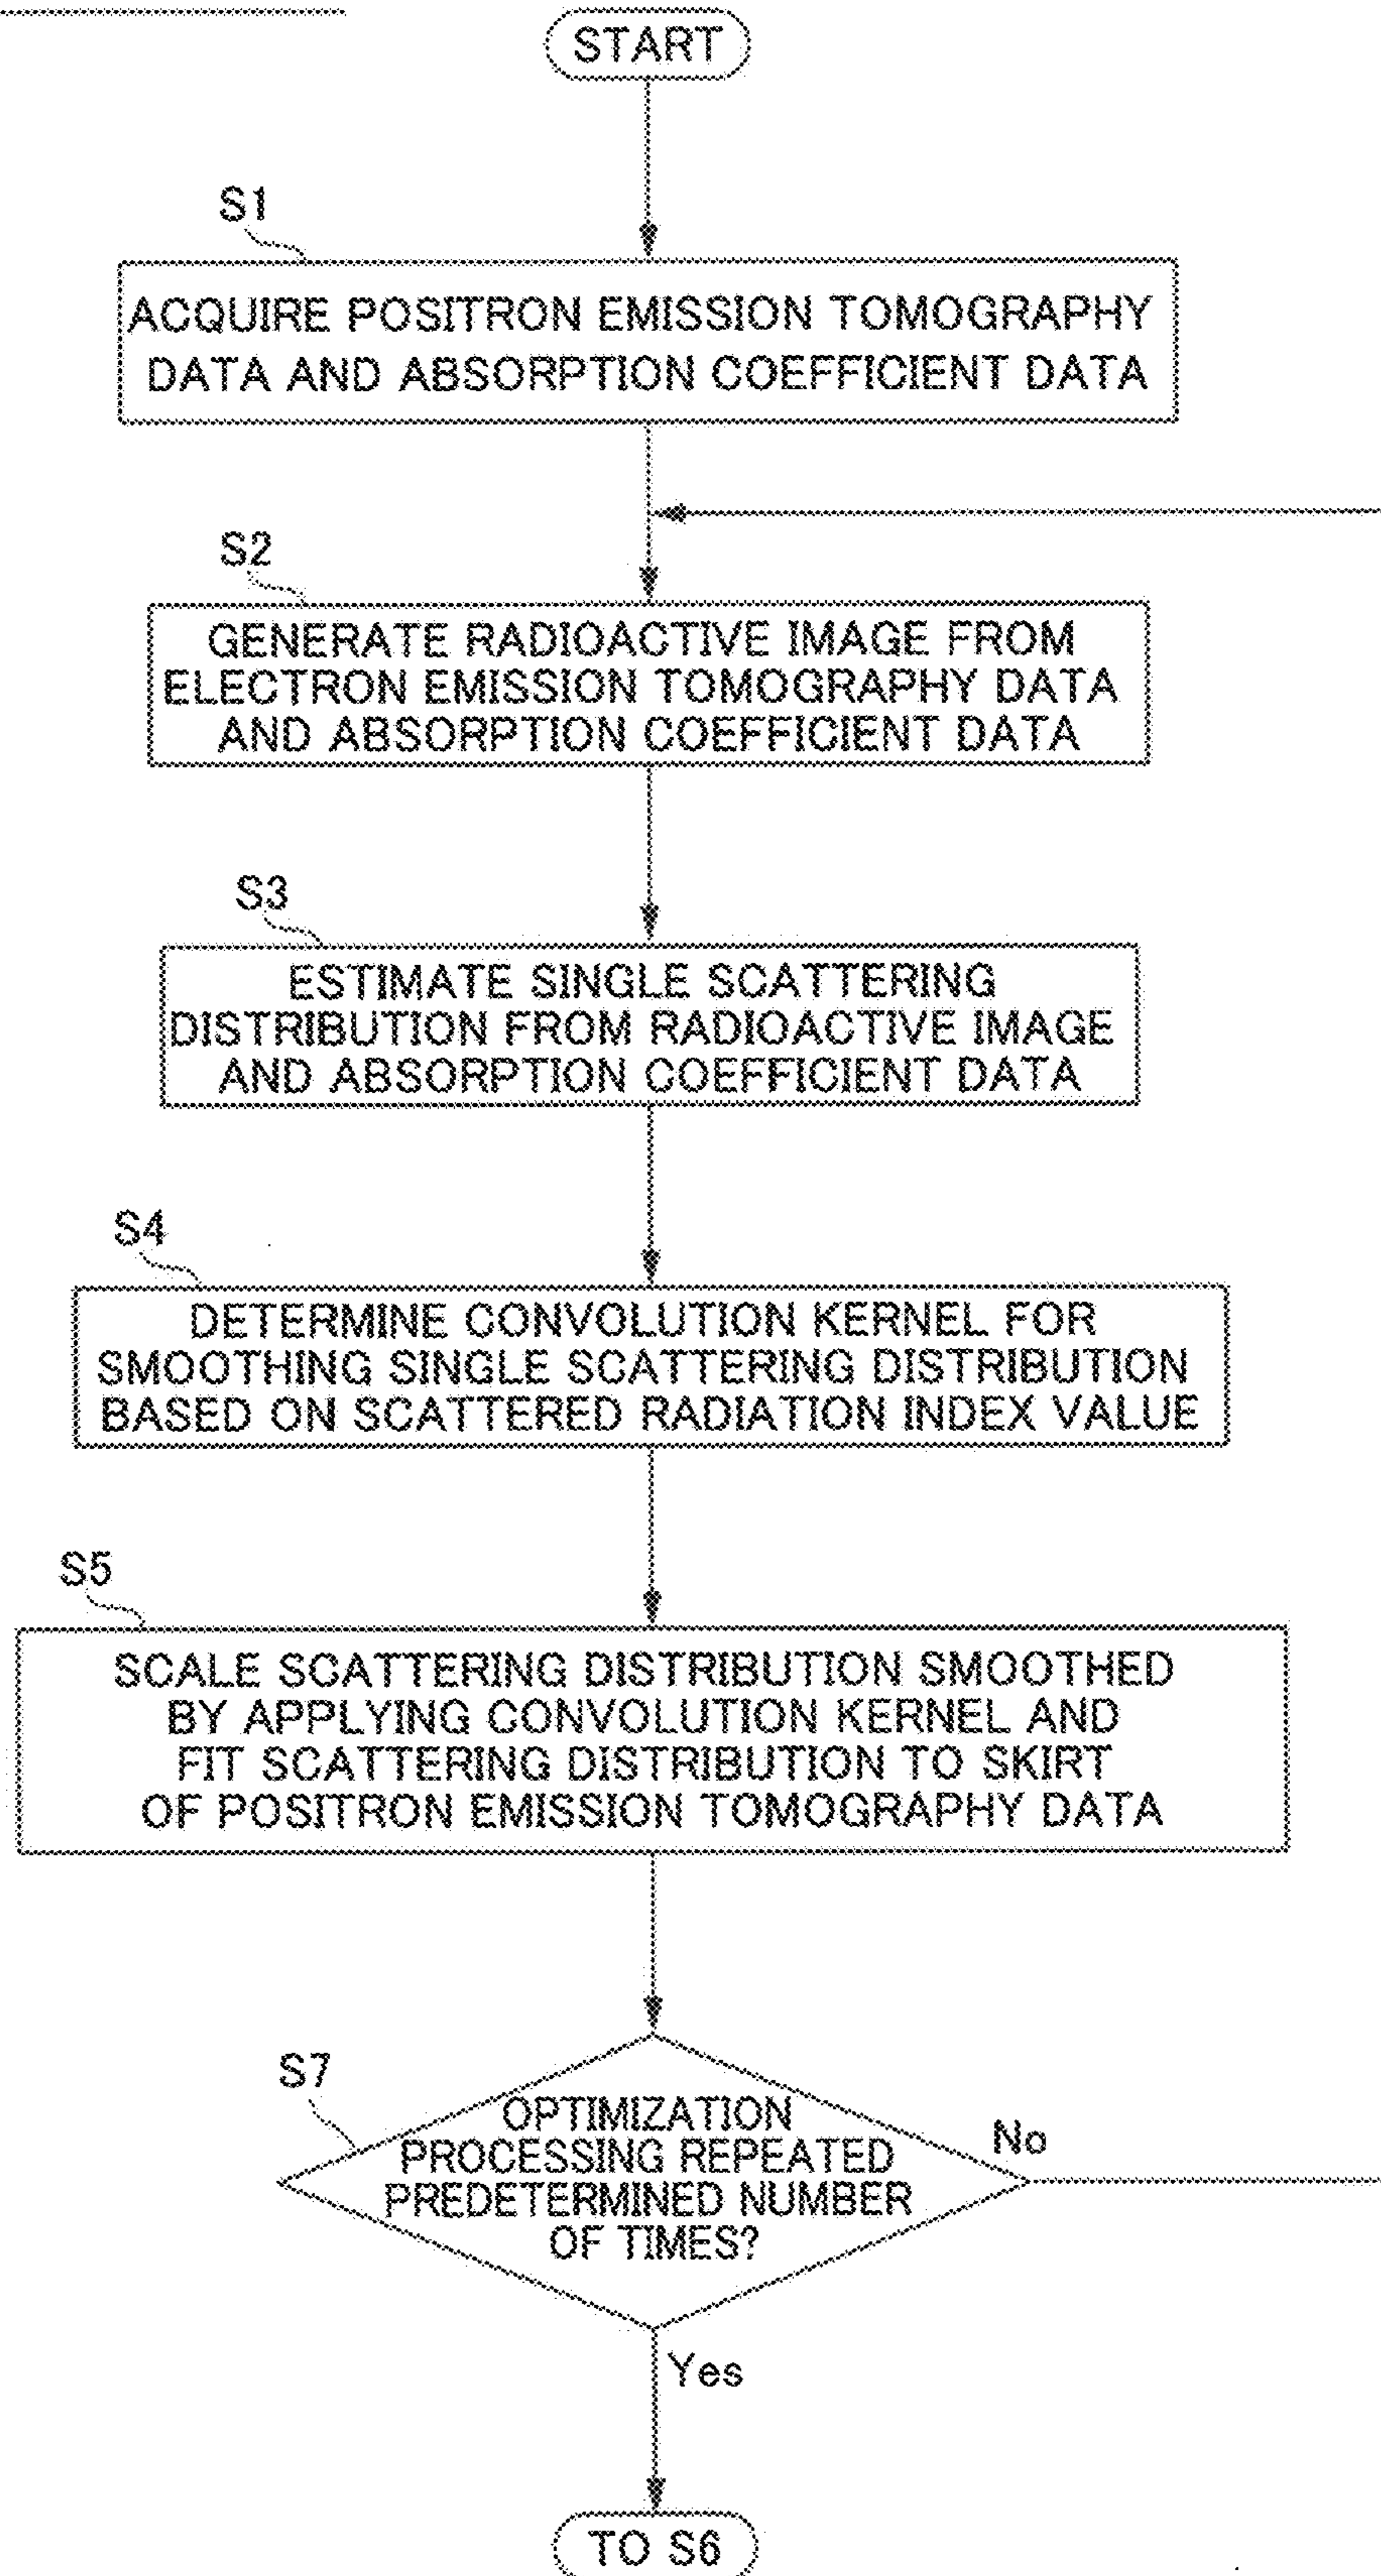 START
S1
ACQUIRE POSITRON EMISSION TOMOGRAPHY
DATA AND ABSORPTION COEFFICIENT DATA
S2
GENERATE RADIOACTIVE IMAGE FROM
ELECTRON EMISSION TOMOGRAPHY DATA
AND ABSORPTION COEFFICIENT DATA
S3
ESTIMATE SINGLE SCATTERING
DISTRIBUTION FROM RADIOACTIVE IMAGE
AND ABSORPTION COEFFICIENT DATA
S4
DETERMINE CONVOLUTION KERNEL FOR
SMOOTHING SINGLE SCATTERING DISTRIBUTION
BASED ON SCATTERED RADIATION INDEX VALUE
S5
SCALE SCATTERING DISTRIBUTION SMOOTHED
BY APPLYING CONVOLUTION KERNEL AND
FIT SCATTERING DISTRIBUTION TO SKIRT
OF POSITRON EMISSION TOMOGRAPHY DATA
S7
OPTIMIZATION
PROCESSING REPEATED
PREDETERMINED NUMBER
OF TIMES?
No
Yes
TO S6